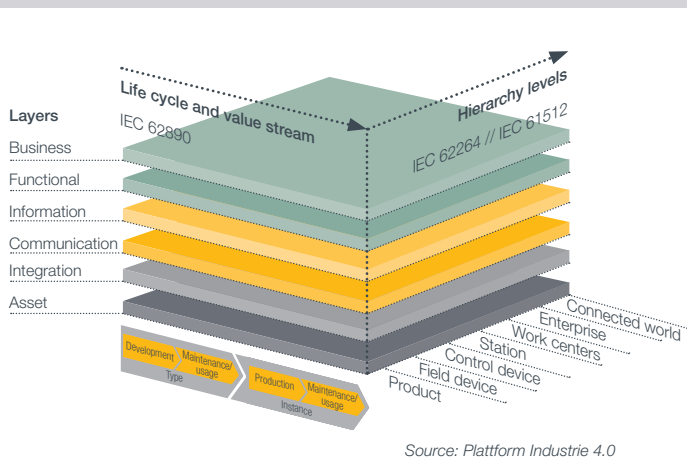 Life cycle and value stream
IEC 62890
Hierarchy levels
IEC 62264 // IEC 61512
Layers
Business
Functional
Information
Communication
Integration
Asset
Development
Maintenance/
usage
Type
Production
Maintenance/
usage
Instance
Connected world
Enterprise
Work centers
Station
Control device
Field device
Product
Source: Plattform Industrie 4.0